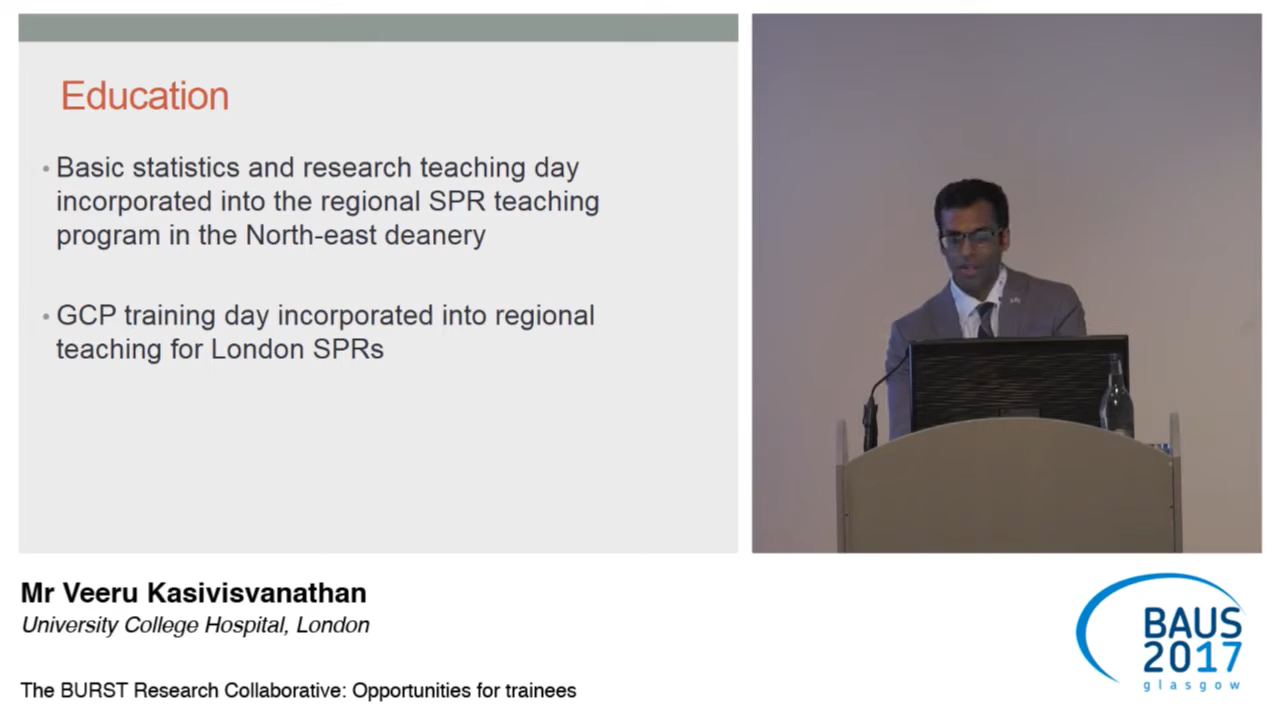 Education
• Basic statistics and research teaching day
incorporated into the regional SPR teaching
program in the North-east deanery
• GCP training day incorporated into regional
teaching for London SPRs
Mr Veeru Kasivisvanathan
University College Hospital, London
The BURST Research Collaborative: Opportunities for trainees
BAUS
2017
glasgow